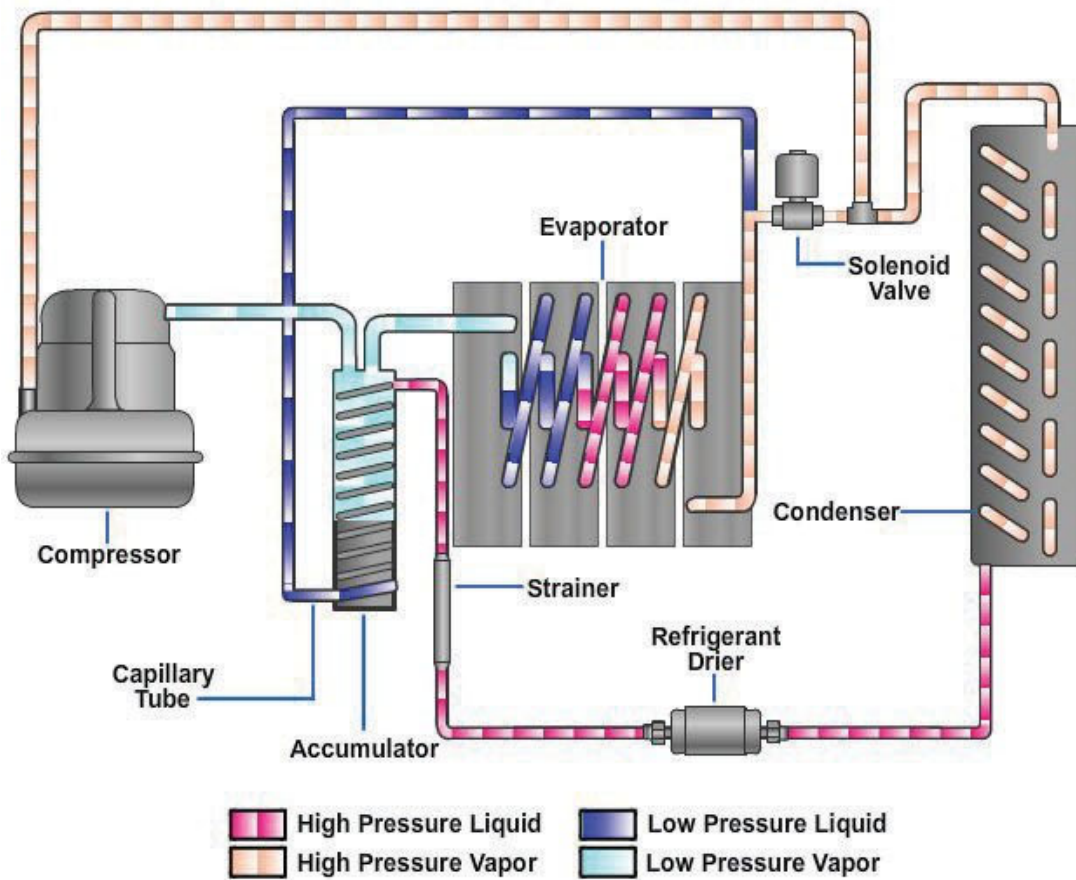 Evaporator
Solenoid
Valve
Compressor
Condenser
Strainer
Capillary
Tube
Refrigerant
Drier
Accumulator
High Pressure Liquid
Low Pressure Liquid
High Pressure Vapor
Low Pressure Vapor